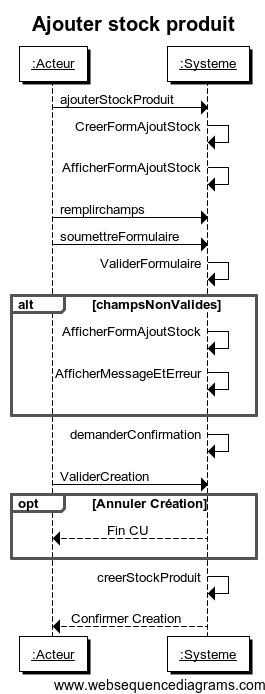 Ajouter stock produit
:Acteur
:Systeme
ajouterStockProduit
CreerFormAjoutStock
AfficherFormAjoutStock
remplirchamps
soumettreFormulaire
ValiderFormulaire
alt [champsNonValides]
AfficherFormAjoutStock
AfficherMessageEtErreur
demanderConfirmation
ValiderCreation
opt [Annuler Création]
Fin CU
creerStockProduit
Confirmer Creation
:Acteur
:Systeme
www.websequencediagrams.com